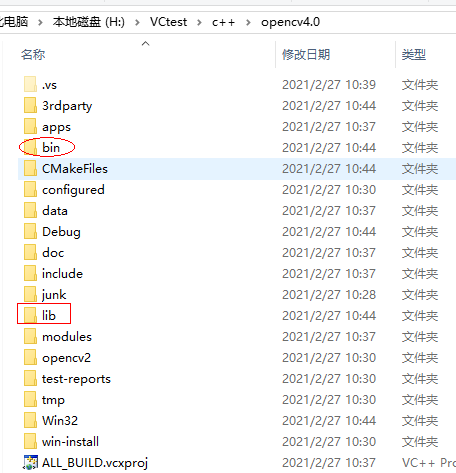 化电脑 > 本地磁盘 (H:) > VCtest > c++ > opencv4.0 >
名称 修改日期 类型
.vs 2021/2/27 10:39 文件夹
3rdparty 2021/2/27 10:44 文件夹
apps 2021/2/27 10:37 文件夹
bin 2021/2/27 10:44 文件夹
CMakeFiles 2021/2/27 10:44 文件夹
configured 2021/2/27 10:30 文件夹
data 2021/2/27 10:37 文件夹
Debug 2021/2/27 10:44 文件夹
doc 2021/2/27 10:37 文件夹
include 2021/2/27 10:37 文件夹
junk 2021/2/27 10:28 文件夹
lib 2021/2/27 10:44 文件夹
modules 2021/2/27 10:37 文件夹
opencv2 2021/2/27 10:30 文件夹
test-reports 2021/2/27 10:30 文件夹
tmp 2021/2/27 10:30 文件夹
Win32 2021/2/27 10:44 文件夹
win-install 2021/2/27 10:30 文件夹
ALL_BUILD.vcxproj 2021/2/27 10:37 VC++ Pro